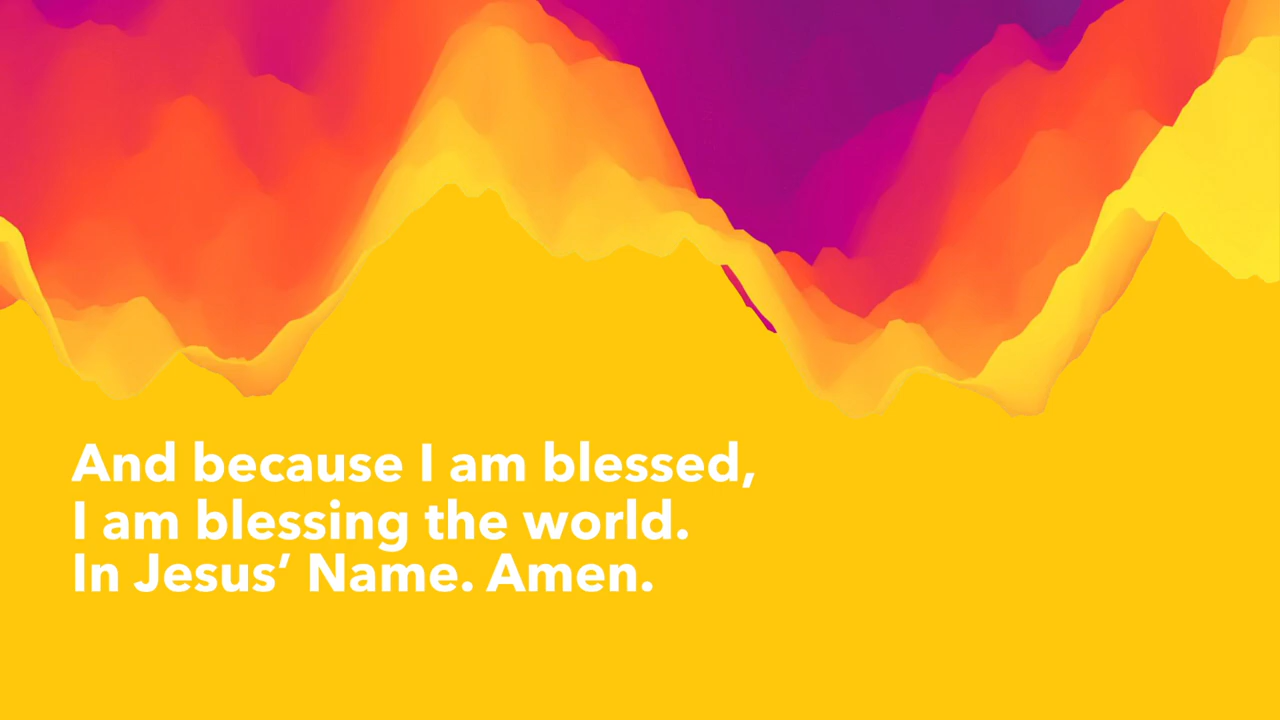 And because I am blessed,
I am blessing the world.
In Jesus’ Name. Amen.